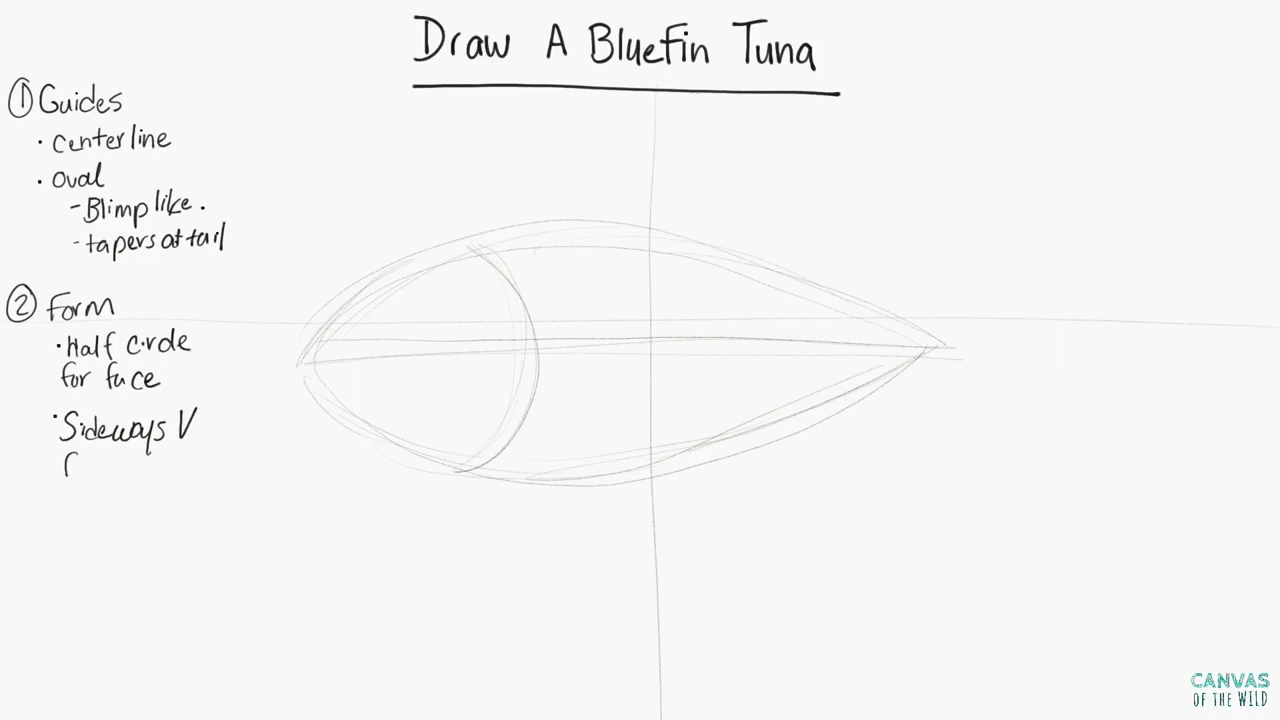 Draw A Bluefin Tuna
① Guides
· Centerline
· Oval
- Blimp like.
- tapers at tail
② Form
· Half circle
for face
· Sideways V
CANVAS
OF THE WILD